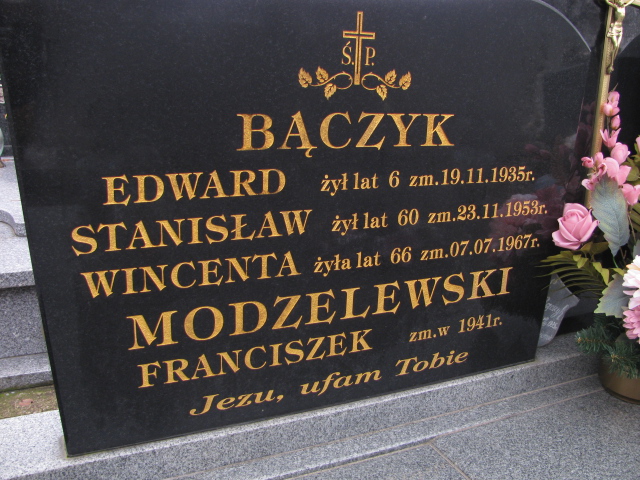 Ś. P.
BĄCZYK
EDWARD żył lat 6 zm.19.11.1935r.
STANISŁAW żył lat 60 zm.23.11.1953r.
WINCENTA żyła lat 66 zm.07.07.1967r.
MODZELEWSKI
FRANCISZEK zm.w 1941r.
Jezu, ufam Tobie